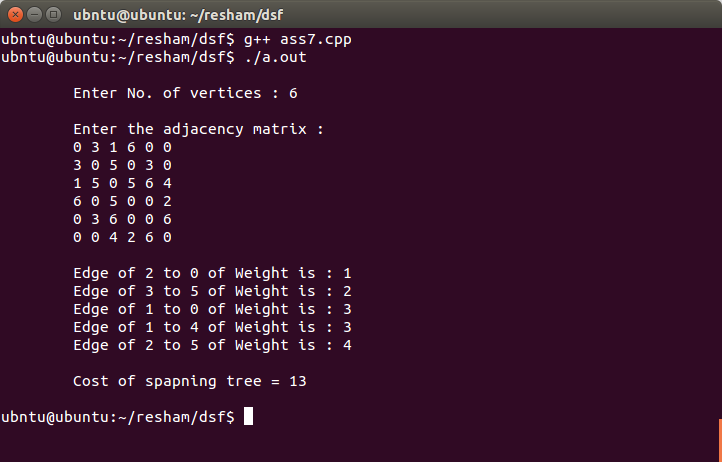 ubntu@ubuntu: ~/resham/dsf
ubntu@ubuntu:~/resham/dsf$ g++ ass7.cpp
ubntu@ubuntu:~/resham/dsf$ ./a.out
Enter No. of vertices : 6
Enter the adjacency matrix :
0 3 1 6 0 0
3 0 5 0 3 0
1 5 0 5 6 4
6 0 5 0 0 2
0 3 6 0 0 6
0 0 4 2 6 0
Edge of 2 to 0 of Weight is : 1
Edge of 3 to 5 of Weight is : 2
Edge of 1 to 0 of Weight is : 3
Edge of 1 to 4 of Weight is : 3
Edge of 2 to 5 of Weight is : 4
Cost of spapning tree = 13
ubntu@ubuntu:~/resham/dsf$